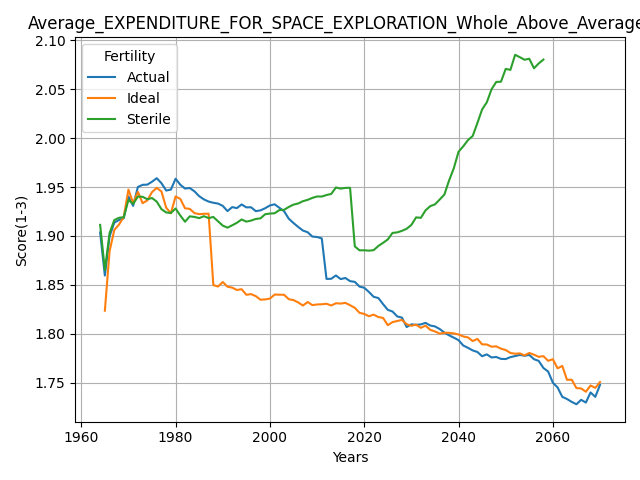 Average_EXPENDITURE_FOR_SPACE_EXPLORATION_Whole_Above_Average
2.10
2.05
2.00
1.95
1.90
1.85
1.80
1.75
Score(1-3)
Fertility
Actual
Ideal
Sterile
1960 1980 2000 2020 2040 2060
Years